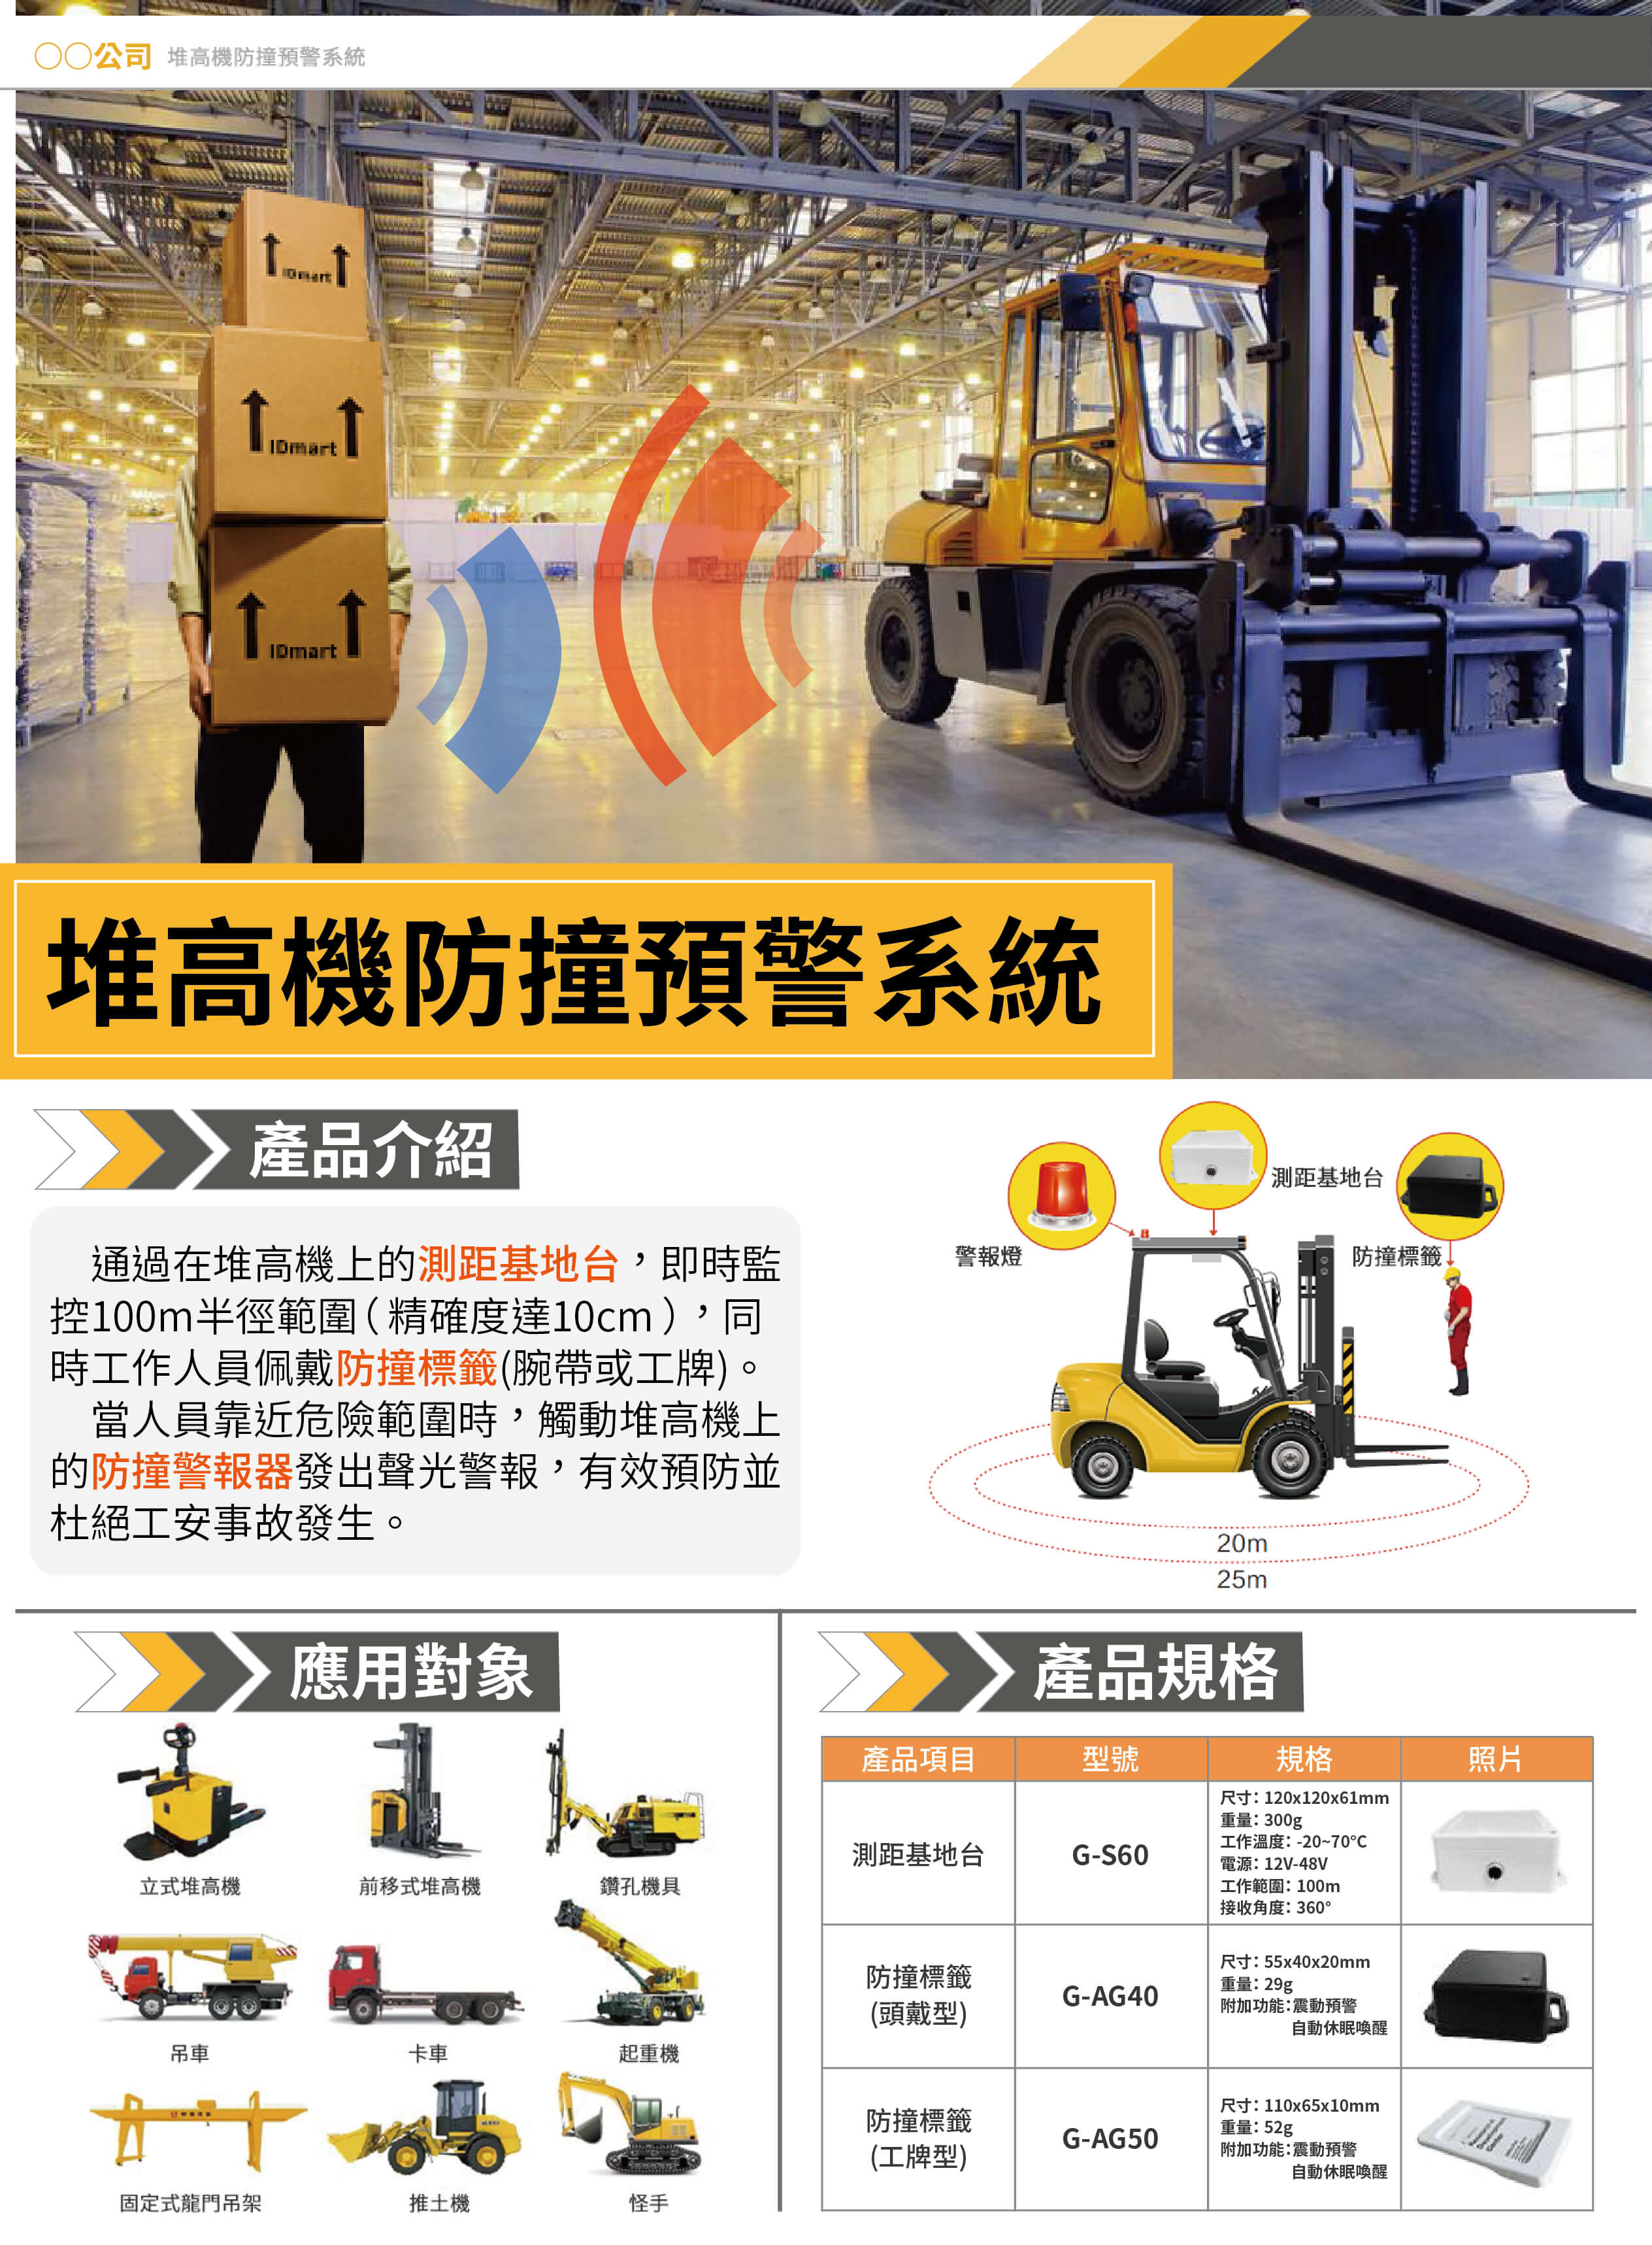 ○○公司 堆高機防撞預警系統
IDmart
IDmart
IDmart
堆高機防撞預警系統
產品介紹
通過在堆高機上的測距基地台，即時監
控100m半徑範圍(精確度達10cm)，同
時工作人員佩戴防撞標籤(腕帶或工牌)。
當人員靠近危險範圍時，觸動堆高機上
的防撞警報器發出聲光警報，有效預防並
杜絕工安事故發生。
測距基地台
警報燈
防撞標籤
20m
25m
應用對象
立式堆高機
前移式堆高機
鑽孔機具
吊車
卡車
起重機
固定式龍門吊架
推土機
怪手
產品規格
產品項目 型號 規格 照片
測距基地台
G-S60
尺寸：120x120x61mm
重量：300g
工作溫度：-20~70°C
電源：12V-48V
工作範圍：100m
接收角度：360°
防撞標籤
(頭戴型)
G-AG40
尺寸：55x40x20mm
重量：29g
附加功能：震動預警
自動休眠喚醒
防撞標籤
(工牌型)
G-AG50
尺寸：110x65x10mm
重量：52g
附加功能：震動預警
自動休眠喚醒